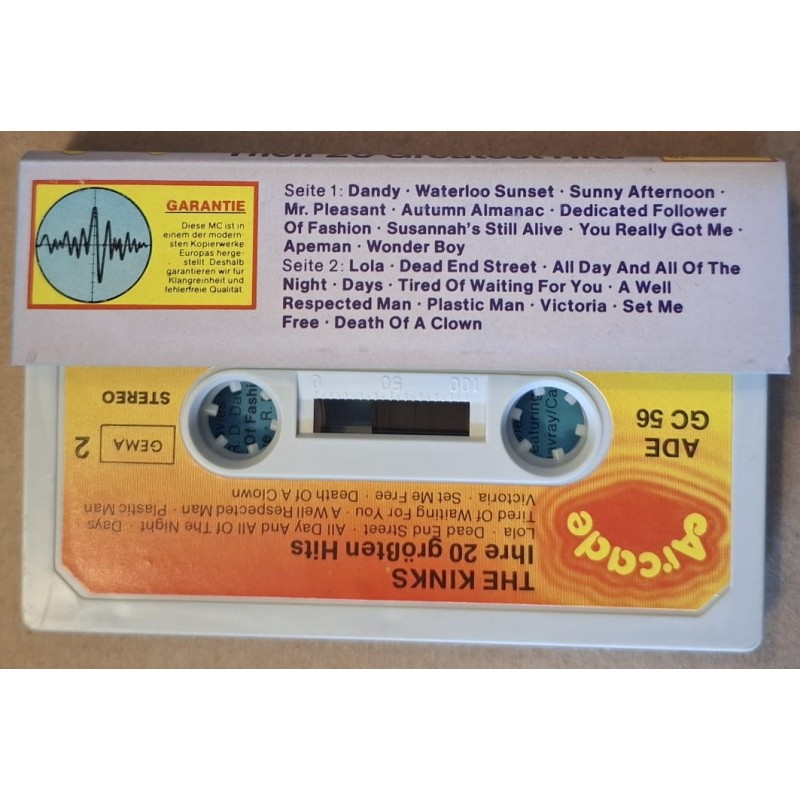 Their 20 Greatest Hits
GARANTIE
Diese MC ist in
einem der modern-
sten Kopierwerke
Europas herge-
stellt. Deshalb
garantieren wir für
Klangreinheit und
fehlerfreie Qualität.
Seite 1: Dandy · Waterloo Sunset · Sunny Afternoon ·
Mr. Pleasant · Autumn Almanac · Dedicated Follower
Of Fashion · Susannah's Still Alive · You Really Got Me ·
Apeman · Wonder Boy
Seite 2: Lola · Dead End Street · All Day And All Of The
Night · Days · Tired Of Waiting For You · A Well
Respected Man · Plastic Man · Victoria · Set Me
Free · Death Of A Clown
THE KINKS
Ihre 20 größten Hits
Lola · Dead End Street · All Day And All Of The Night · Days
Tired Of Waiting For You · A Well Respected Man · Plastic Man
Victoria · Set Me Free · Death Of A Clown
Arcade
ADE
GC 56
GEMA
2
STEREO
100 50 0
Of Fashi
eaturing
vray/Ca